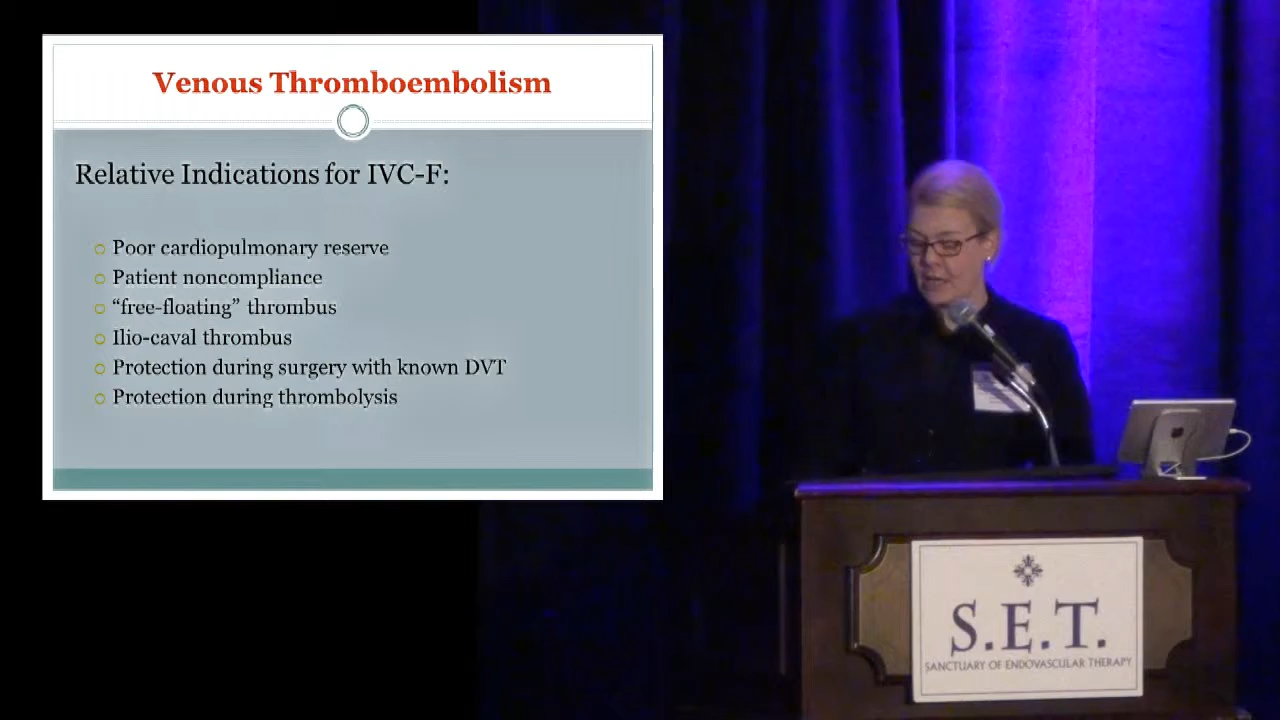 Venous Thromboembolism
Relative Indications for IVC-F:
Poor cardiopulmonary reserve
Patient noncompliance
“free-floating” thrombus
Ilio-caval thrombus
Protection during surgery with known DVT
Protection during thrombolysis
S.E.T.
SANCTUARY OF ENDOVASCULAR THERAPY